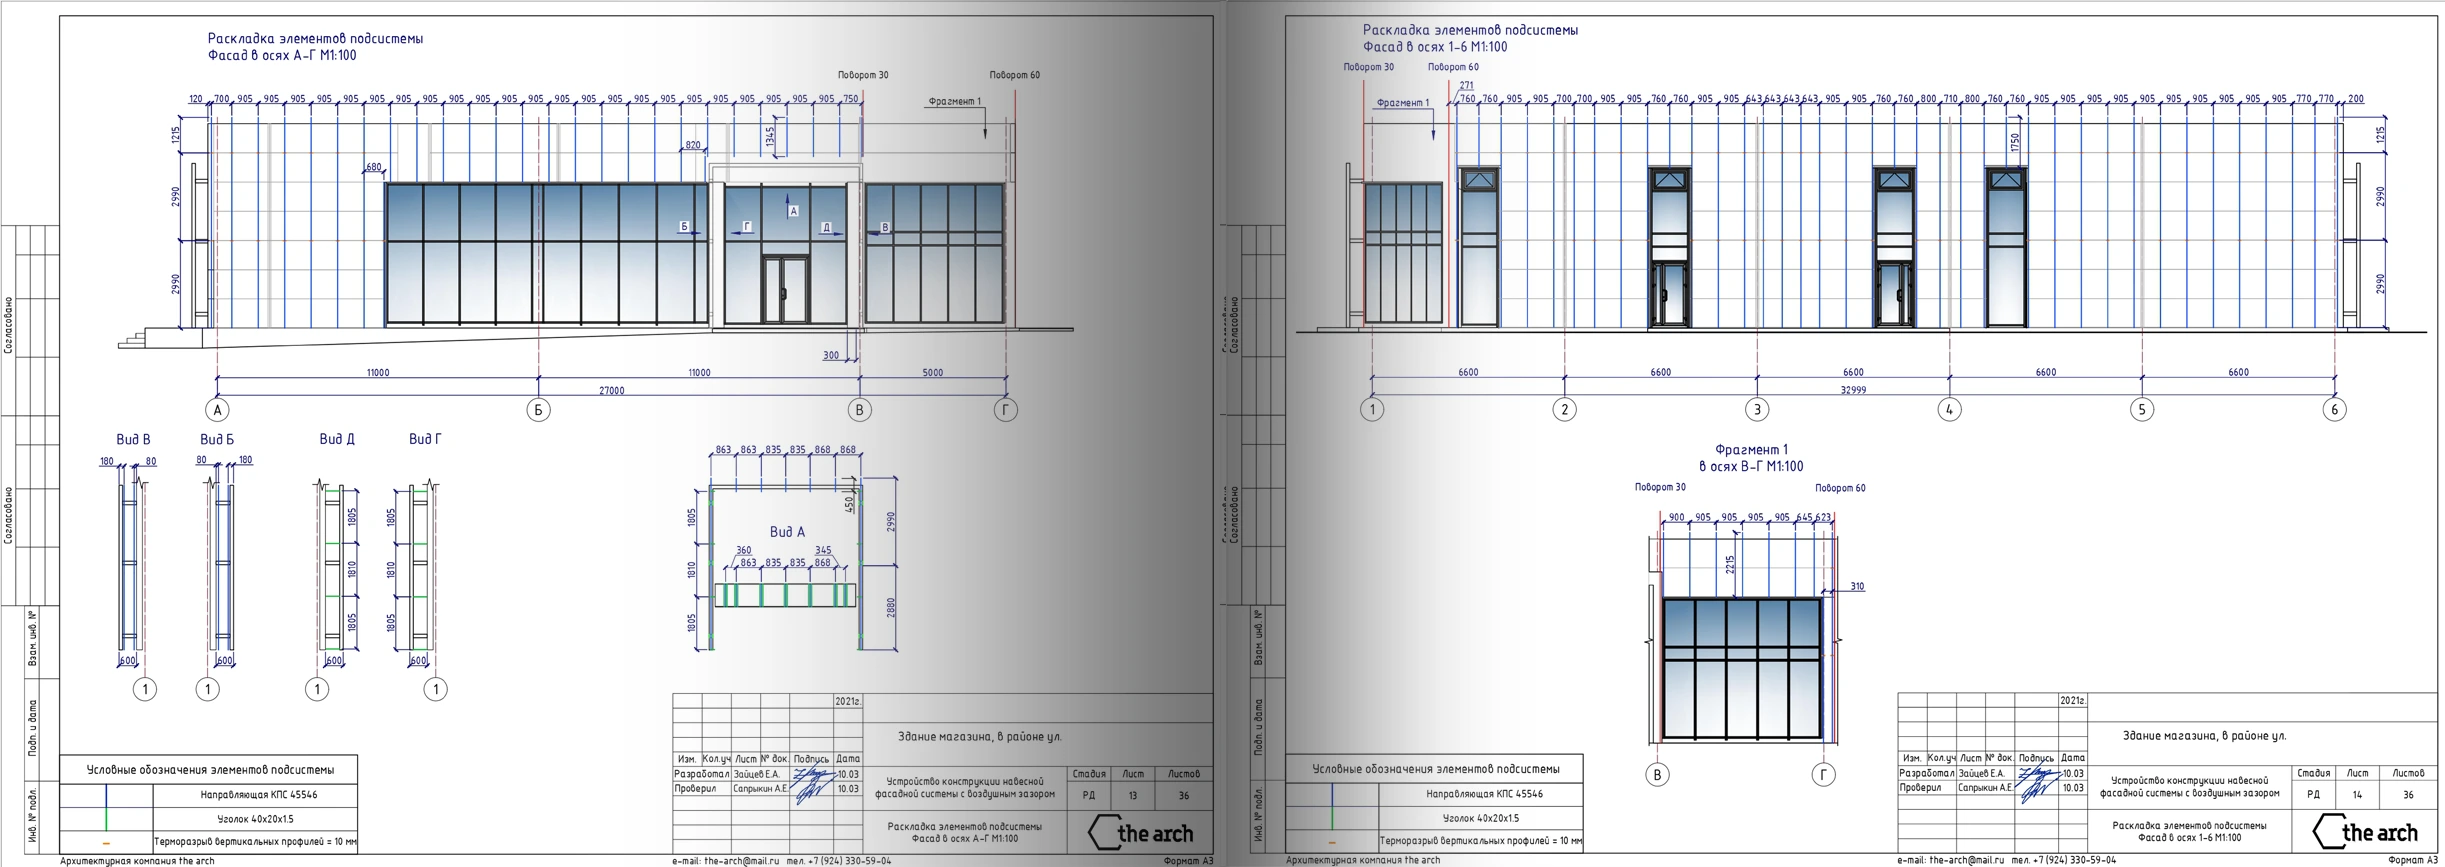 Раскладка элементов подсистемы
Фасад в осях А-Г М1:100
Поворот 30
Поворот 60
Фрагмент 1
120 700 905 905 905 905 905 905 905 905 905 905 905 905 905 905 905 905 905 905 905 905 905 905 750
1215
2990
2990
680
820
1345
А
Б
Г
Д
В
300
11000
11000
5000
27000
А
Б
В
Г
Вид В
Вид Б
Вид Д
Вид Г
180
80
80
180
1805
1810
1805
1805
1810
1805
600
600
600
600
1
1
1
1
863 863 835 835 868 868
450
1805
1810
1805
2990
2880
Вид А
360
345
863 835 835 868
Условные обозначения элементов подсистемы
Направляющая КПС 45546
Уголок 40х20х1.5
Терморазрыв вертикальных профилей = 10 мм
Архитектурная компания the arch
Согласовано
Согласовано
Взам. инв. №
Подп. и дата
Инв. № подл.
2021г.
Здание магазина, в районе ул.
Изм. Кол.уч Лист № док. Подпись Дата
Разработал Зайцев Е.А. 10.03
Проверил Сапрыкин А.Е. 10.03
Устройство конструкции навесной
фасадной системы с воздушным зазором
Стадия Лист Листов
РД 13 36
Раскладка элементов подсистемы
Фасад в осях А-Г М1:100
the arch
e-mail: the-arch@mail.ru тел. +7 (924) 330-59-04
Формат А3
Раскладка элементов подсистемы
Фасад в осях 1-6 М1:100
Поворот 30
Поворот 60
Фрагмент 1
271
760 760 905 905 700 700 905 905 760 760 905 905 643 643 643 643 905 905 760 760 800 710 800 760 760 905 905 905 905 905 905 905 905 905 905 770 770 200
1750
1215
2990
2990
6600
6600
6600
6600
6600
32999
1
2
3
4
5
6
Фрагмент 1
в осях В-Г М1:100
Поворот 30
Поворот 60
900 905 905 905 905 645 623
2215
310
В
Г
Согласовано
Согласовано
Взам. инв. №
Подп. и дата
Инв. № подл.
Условные обозначения элементов подсистемы
Направляющая КПС 45546
Уголок 40х20х1.5
Терморазрыв вертикальных профилей = 10 мм
Архитектурная компания the arch
2021г.
Здание магазина, в районе ул.
Изм. Кол.уч Лист № док. Подпись Дата
Разработал Зайцев Е.А. 10.03
Проверил Сапрыкин А.Е. 10.03
Устройство конструкции навесной
фасадной системы с воздушным зазором
Стадия Лист Листов
РД 14 36
Раскладка элементов подсистемы
Фасад в осях 1-6 М1:100
the arch
e-mail: the-arch@mail.ru тел. +7 (924) 330-59-04
Формат А3